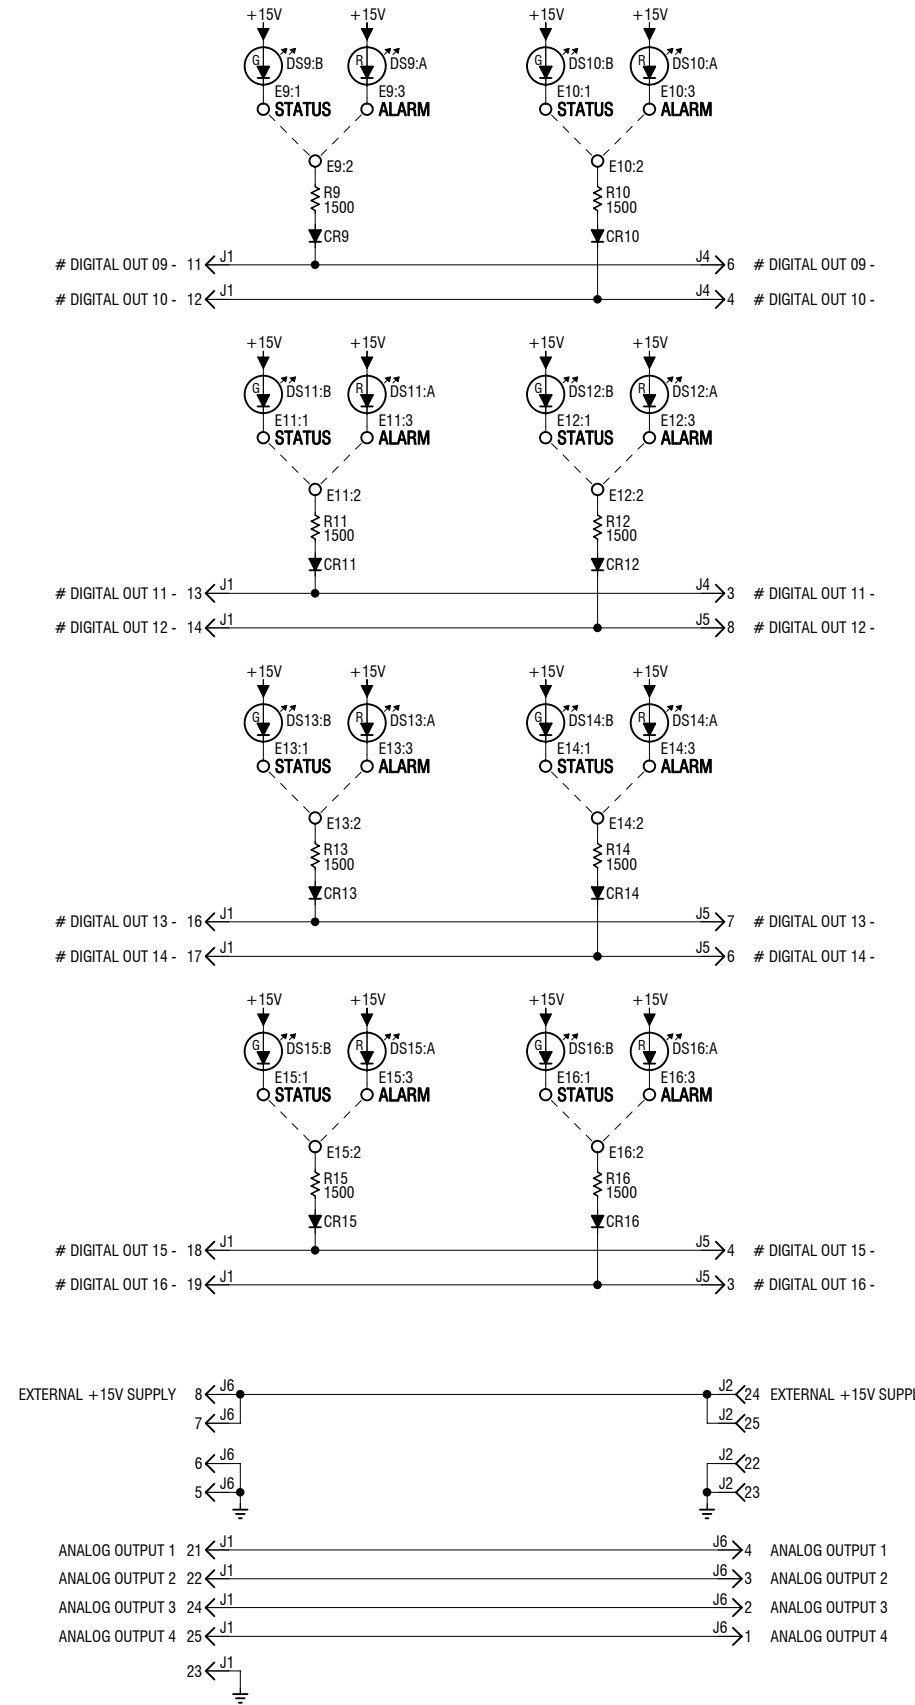 +15V +15V +15V +15V
G DS9:B R DS9:A G DS10:B R DS10:A
E9:1 E9:3 E10:1 E10:3
STATUS ALARM STATUS ALARM
E9:2 E10:2
R9 R10
1500 1500
CR9 CR10
# DIGITAL OUT 09 - 11 J1 J4 6 # DIGITAL OUT 09 -
# DIGITAL OUT 10 - 12 J1 J4 4 # DIGITAL OUT 10 -
+15V +15V +15V +15V
G DS11:B R DS11:A G DS12:B R DS12:A
E11:1 E11:3 E12:1 E12:3
STATUS ALARM STATUS ALARM
E11:2 E12:2
R11 R12
1500 1500
CR11 CR12
# DIGITAL OUT 11 - 13 J1 J4 3 # DIGITAL OUT 11 -
# DIGITAL OUT 12 - 14 J1 J5 8 # DIGITAL OUT 12 -
+15V +15V +15V +15V
G DS13:B R DS13:A G DS14:B R DS14:A
E13:1 E13:3 E14:1 E14:3
STATUS ALARM STATUS ALARM
E13:2 E14:2
R13 R14
1500 1500
CR13 CR14
# DIGITAL OUT 13 - 16 J1 J5 7 # DIGITAL OUT 13 -
# DIGITAL OUT 14 - 17 J1 J5 6 # DIGITAL OUT 14 -
+15V +15V +15V +15V
G DS15:B R DS15:A G DS16:B R DS16:A
E15:1 E15:3 E16:1 E16:3
STATUS ALARM STATUS ALARM
E15:2 E16:2
R15 R16
1500 1500
CR15 CR16
# DIGITAL OUT 15 - 18 J1 J5 4 # DIGITAL OUT 15 -
# DIGITAL OUT 16 - 19 J1 J5 3 # DIGITAL OUT 16 -
EXTERNAL +15V SUPPLY 8 J6 J2 24 EXTERNAL +15V SUPPL
7 J6 J2 25
6 J6 J2 22
5 J6 J2 23
ANALOG OUTPUT 1 21 J1 J6 4 ANALOG OUTPUT 1
ANALOG OUTPUT 2 22 J1 J6 3 ANALOG OUTPUT 2
ANALOG OUTPUT 3 24 J1 J6 2 ANALOG OUTPUT 3
ANALOG OUTPUT 4 25 J1 J6 1 ANALOG OUTPUT 4
23 J1